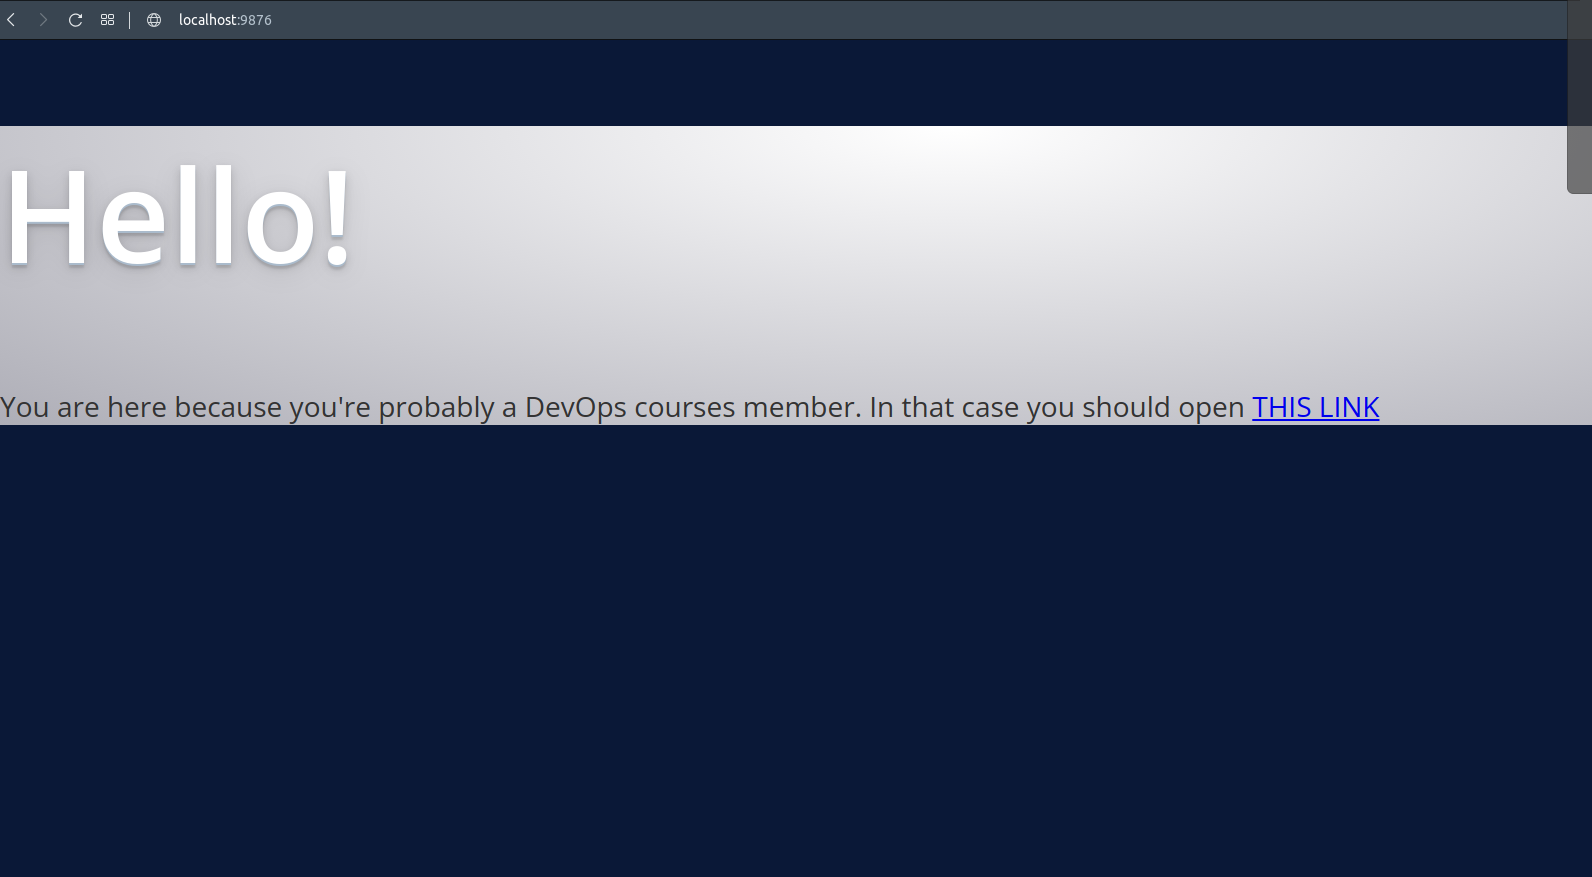 localhost:9876
Hello!
You are here because you're probably a DevOps courses member. In that case you should open THIS LINK